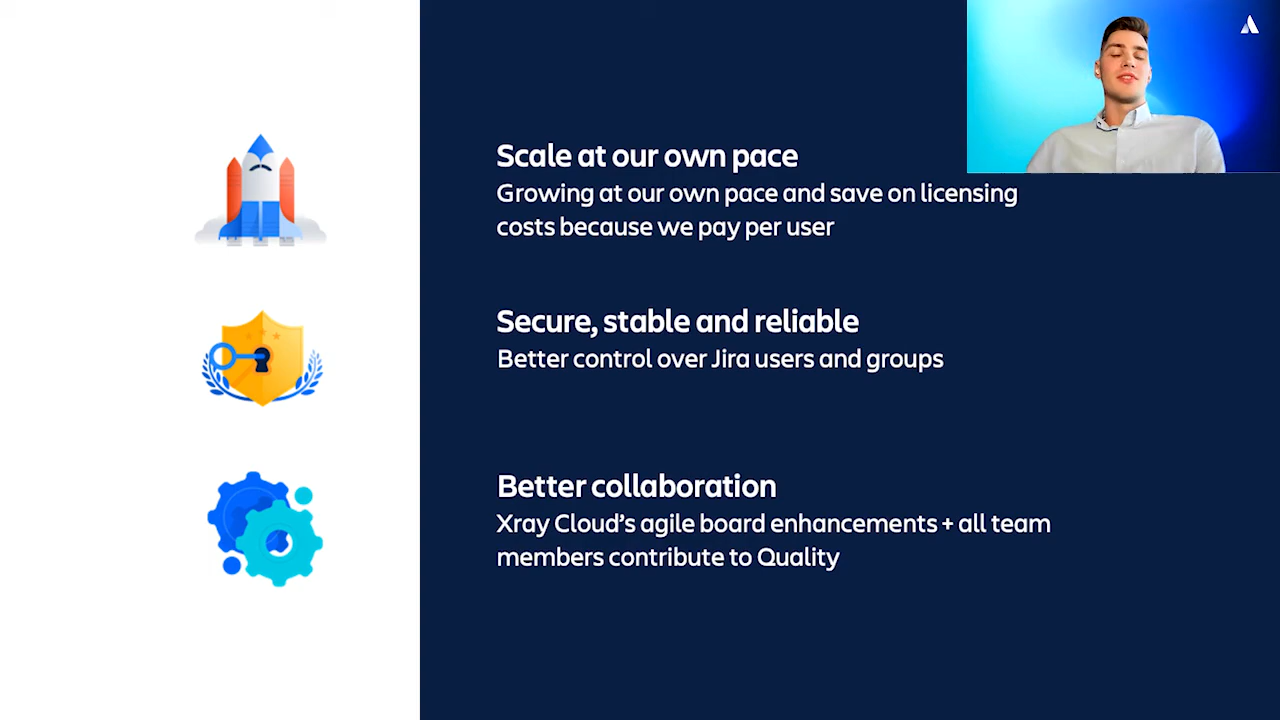 Scale at our own pace
Growing at our own pace and save on licensing
costs because we pay per user
Secure, stable and reliable
Better control over Jira users and groups
Better collaboration
Xray Cloud’s agile board enhancements + all team
members contribute to Quality